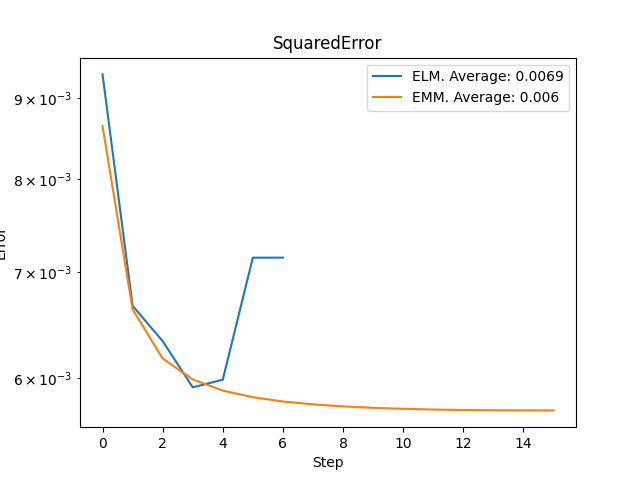 SquaredError
ELM. Average: 0.0069
EMM. Average: 0.006
9 × 10⁻³
8 × 10⁻³
7 × 10⁻³
6 × 10⁻³
Error
0 2 4 6 8 10 12 14
Step